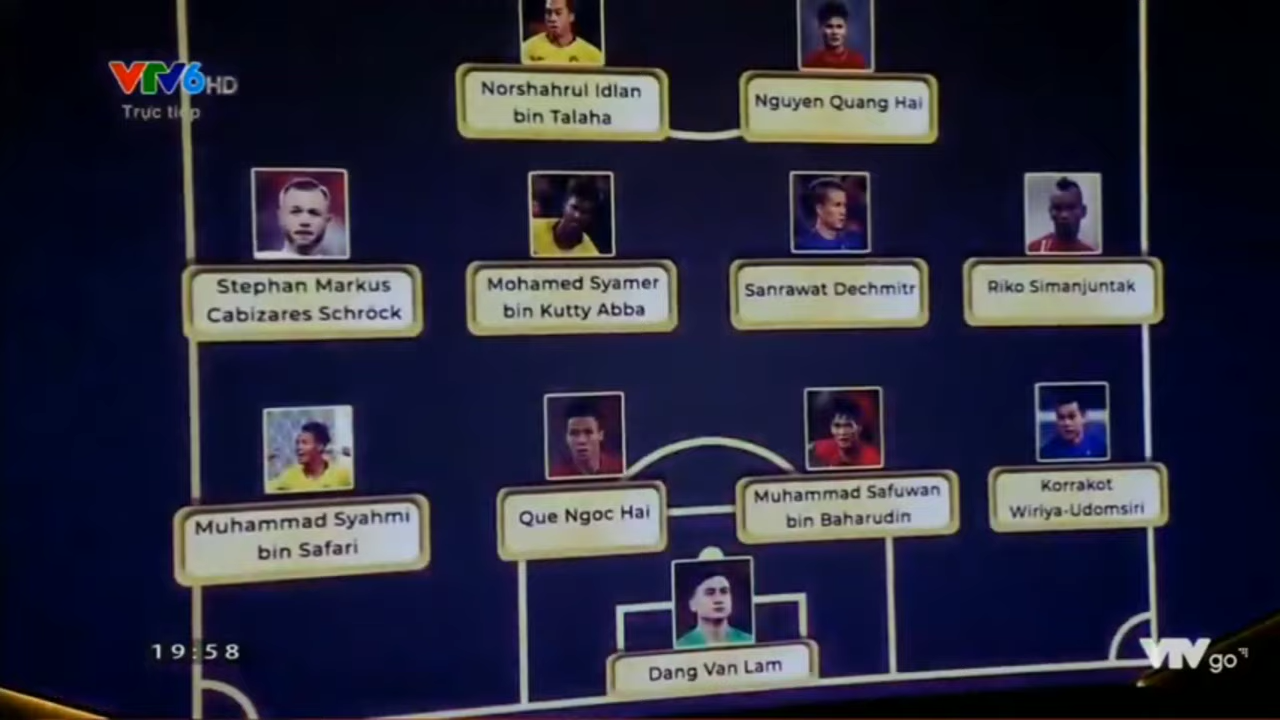 VTV6 HD
Trực tiếp
Norshahrul Idlan
bin Talaha
Nguyen Quang Hai
Stephan Markus
Cabizares Schröck
Mohamed Syamer
bin Kutty Abba
Sanrawat Dechmitr
Riko Simanjuntak
Muhammad Syahmi
bin Safari
Que Ngoc Hai
Muhammad Safuwan
bin Baharudin
Korrakot
Wiriya-Udomsiri
Dang Van Lam
19:58
VTV go